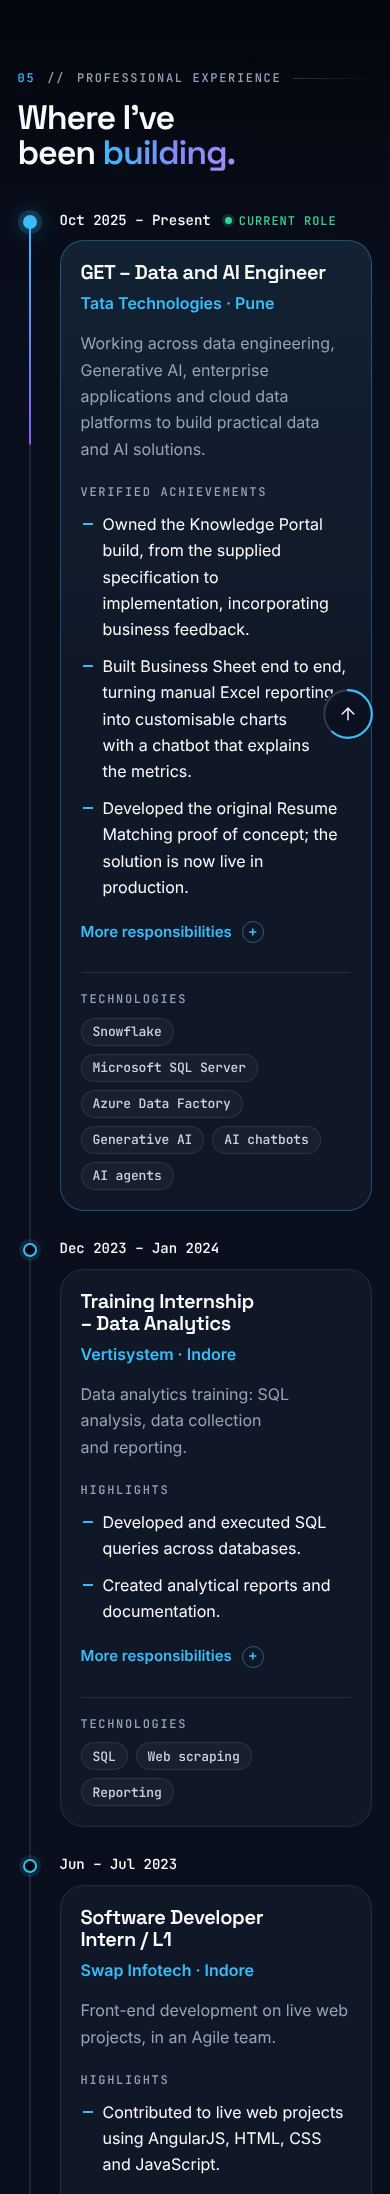 05 // PROFESSIONAL EXPERIENCE
Where I've
been building.
Oct 2025 – Present CURRENT ROLE
GET – Data and AI Engineer
Tata Technologies · Pune
Working across data engineering,
Generative AI, enterprise
applications and cloud data
platforms to build practical data
and AI solutions.
VERIFIED ACHIEVEMENTS
– Owned the Knowledge Portal
build, from the supplied
specification to
implementation, incorporating
business feedback.
– Built Business Sheet end to end,
turning manual Excel reporting
into customisable charts
with a chatbot that explains
the metrics.
– Developed the original Resume
Matching proof of concept; the
solution is now live in
production.
More responsibilities +
TECHNOLOGIES
Snowflake
Microsoft SQL Server
Azure Data Factory
Generative AI AI chatbots
AI agents
Dec 2023 – Jan 2024
Training Internship
– Data Analytics
Vertisystem · Indore
Data analytics training: SQL
analysis, data collection
and reporting.
HIGHLIGHTS
– Developed and executed SQL
queries across databases.
– Created analytical reports and
documentation.
More responsibilities +
TECHNOLOGIES
SQL Web scraping
Reporting
Jun – Jul 2023
Software Developer
Intern / L1
Swap Infotech · Indore
Front-end development on live web
projects, in an Agile team.
HIGHLIGHTS
– Contributed to live web projects
using AngularJS, HTML, CSS
and JavaScript.